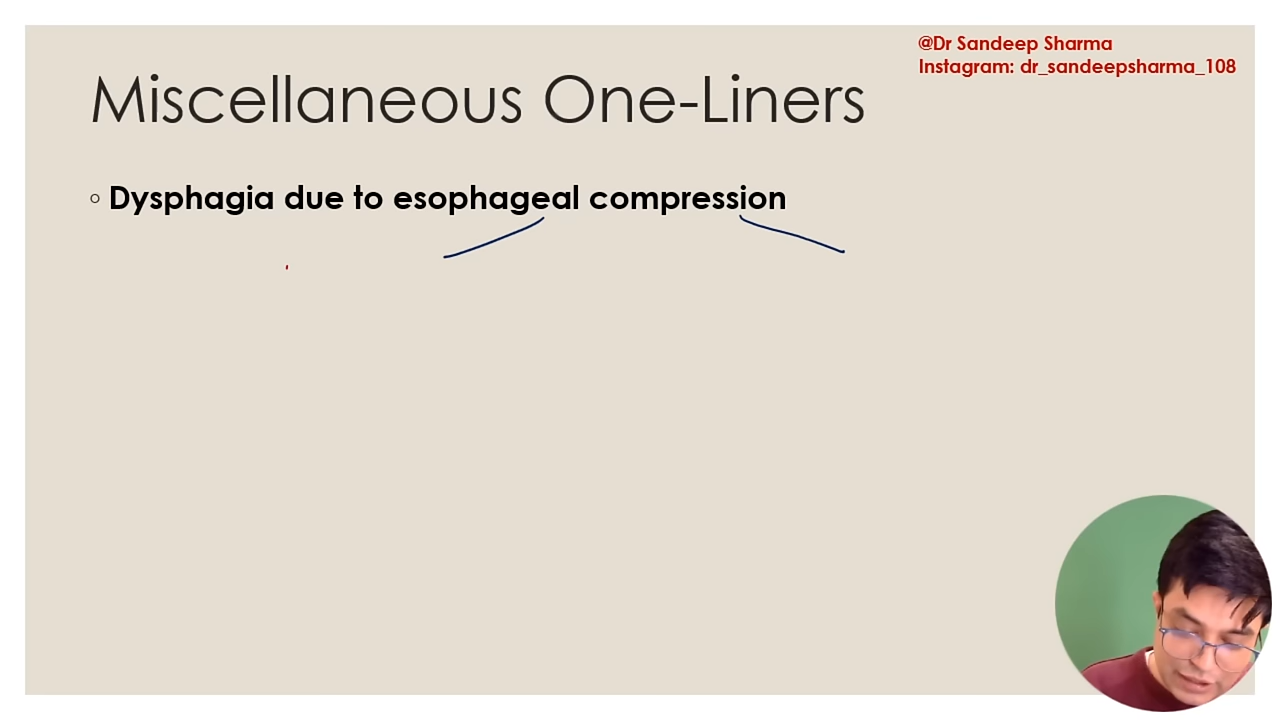 @Dr Sandeep Sharma
Instagram: dr_sandeepsharma_108
Miscellaneous One-Liners
◦ Dysphagia due to esophageal compression